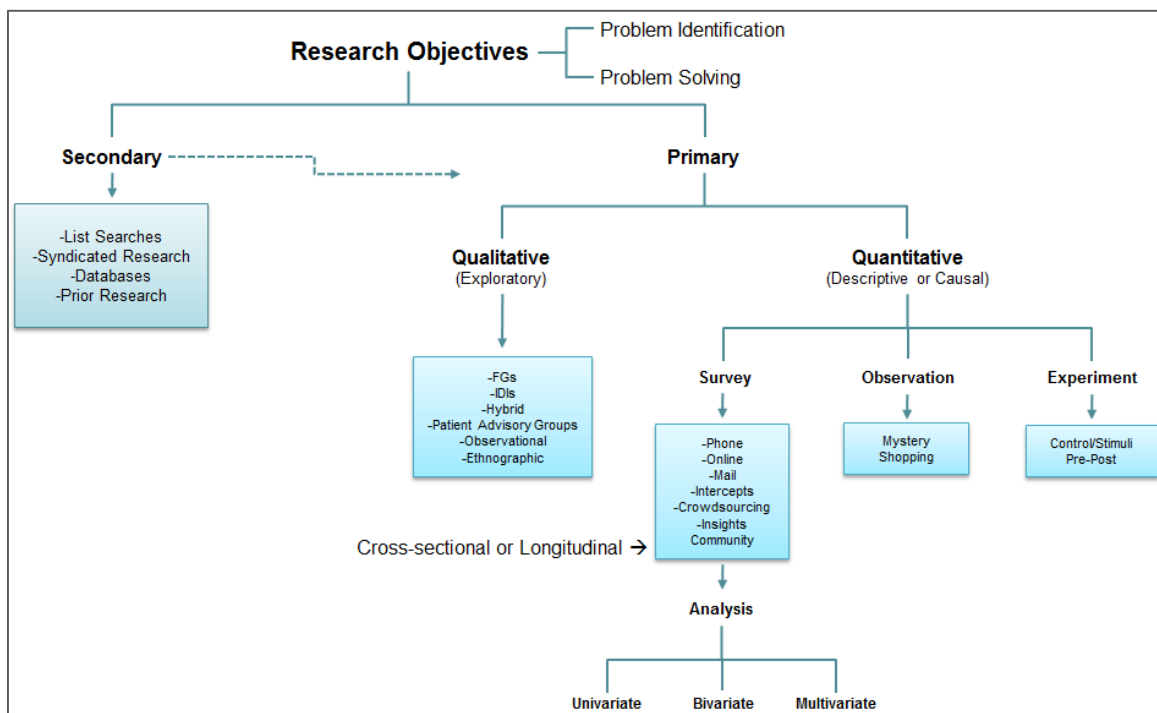 Problem Identification
Research Objectives
Problem Solving
Secondary
Primary
-List Searches
-Syndicated Research
-Databases
-Prior Research
Qualitative
(Exploratory)
Quantitative
(Descriptive or Causal)
-FGs
-IDIs
-Hybrid
-Patient Advisory Groups
-Observational
-Ethnographic
Survey
Observation
Experiment
-Phone
-Online
-Mail
-Intercepts
-Crowdsourcing
-Insights
Community
Mystery
Shopping
Control/Stimuli
Pre-Post
Cross-sectional or Longitudinal →
Analysis
Univariate
Bivariate
Multivariate